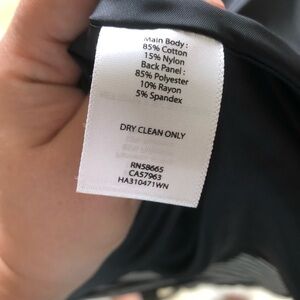 Main Body :
85% Cotton
15% Nylon
Back Panel :
85% Polyester
10% Rayon
5% Spandex
DRY CLEAN ONLY
RN58665
CA57963
HA310471WN